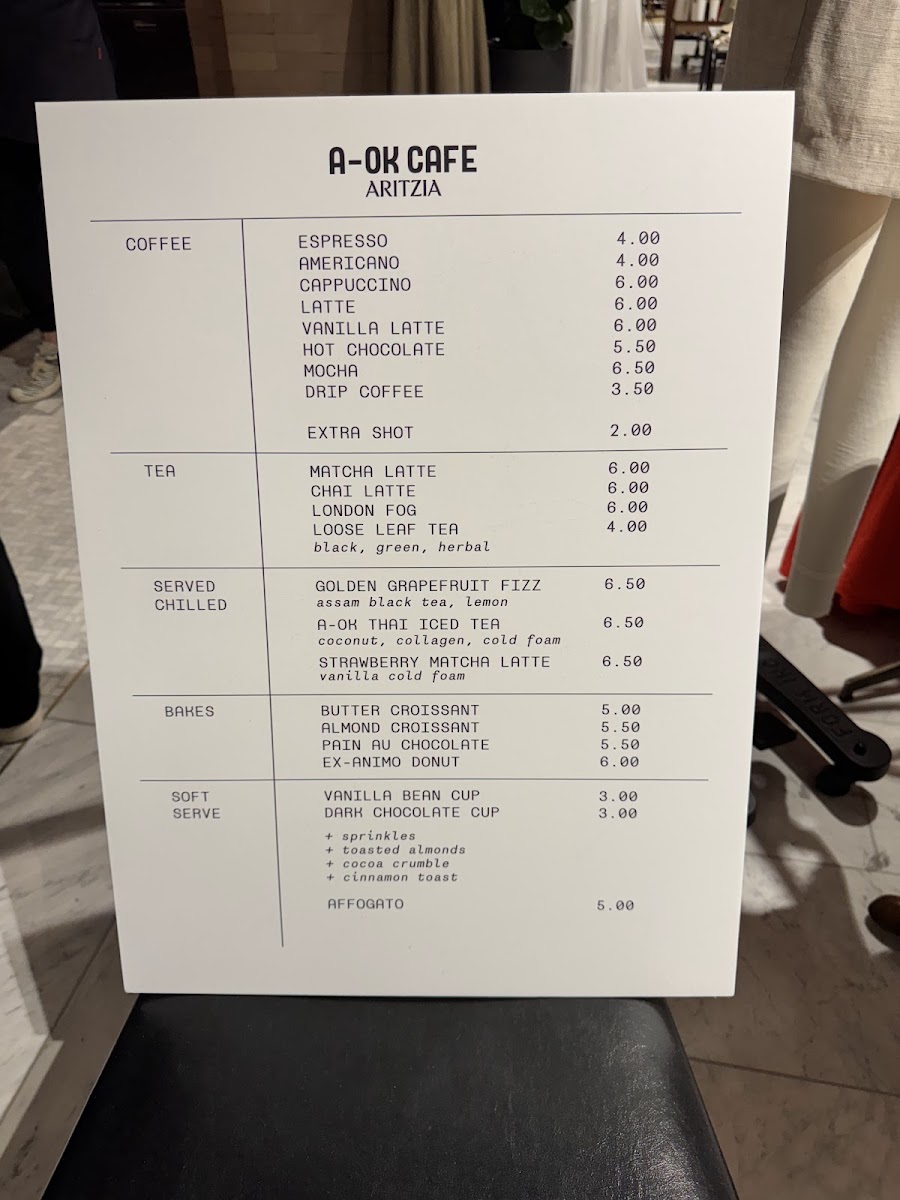 A-OK CAFE
ARITZIA
COFFEE
ESPRESSO 4.00
AMERICANO 4.00
CAPPUCCINO 6.00
LATTE 6.00
VANILLA LATTE 6.00
HOT CHOCOLATE 5.50
MOCHA 6.50
DRIP COFFEE 3.50
EXTRA SHOT 2.00
TEA
MATCHA LATTE 6.00
CHAI LATTE 6.00
LONDON FOG 6.00
LOOSE LEAF TEA 4.00
black, green, herbal
SERVED
CHILLED
GOLDEN GRAPEFRUIT FIZZ 6.50
assam black tea, lemon
A-OK THAI ICED TEA 6.50
coconut, collagen, cold foam
STRAWBERRY MATCHA LATTE 6.50
vanilla cold foam
BAKES
BUTTER CROISSANT 5.00
ALMOND CROISSANT 5.50
PAIN AU CHOCOLATE 5.50
EX-ANIMO DONUT 6.00
SOFT
SERVE
VANILLA BEAN CUP 3.00
DARK CHOCOLATE CUP 3.00
+ sprinkles
+ toasted almonds
+ cocoa crumble
+ cinnamon toast
AFFOGATO 5.00
FORM INC